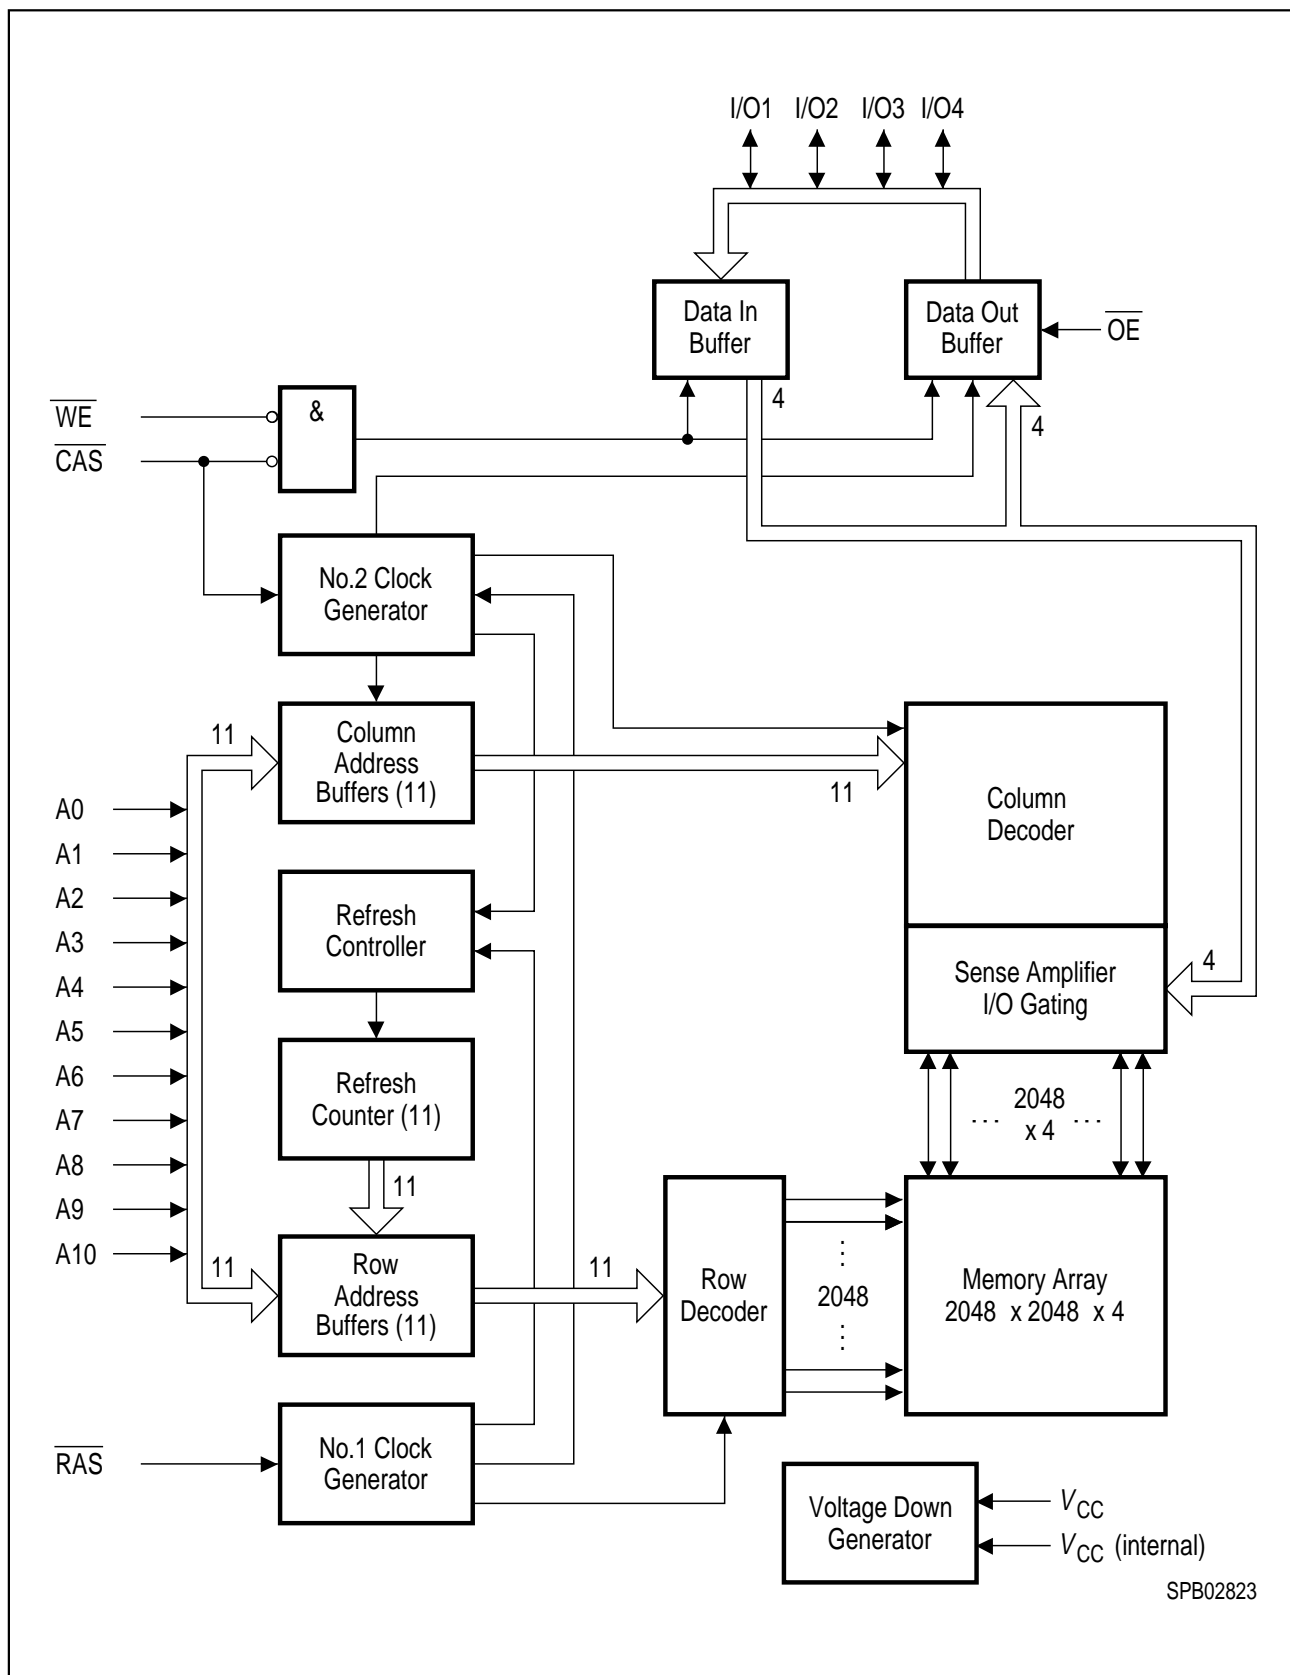 I/O1 I/O2 I/O3 I/O4
Data In
Buffer
Data Out
Buffer
OE
4
4
WE
CAS
&
No.2 Clock
Generator
11
Column
Address
Buffers (11)
11
Column
Decoder
A0
A1
A2
A3
A4
A5
A6
A7
A8
A9
A10
Refresh
Controller
Sense Amplifier
I/O Gating
4
Refresh
Counter (11)
11
2048
x 4
11
Row
Address
Buffers (11)
11
Row
Decoder
2048
Memory Array
2048 x 2048 x 4
RAS
No.1 Clock
Generator
Voltage Down
Generator
VCC
VCC (internal)
SPB02823